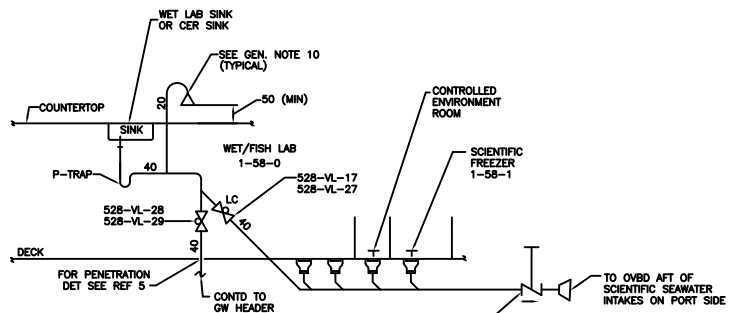 WET LAB SINK
OR CER SINK
SEE GEN. NOTE 10
(TYPICAL)
20
50 (MIN)
COUNTERTOP
SINK
CONTROLLED
ENVIRONMENT
ROOM
WET/FISH LAB
1-58-0
SCIENTIFIC
FREEZER
1-58-1
P-TRAP
40
528-VL-17
528-VL-27
LC
40
528-VL-28
528-VL-29
40
DECK
FOR PENETRATION
DET SEE REF 5
CONTD TO
GW HEADER
TO OVBD AFT OF
SCIENTIFIC SEAWATER
INTAKES ON PORT SIDE